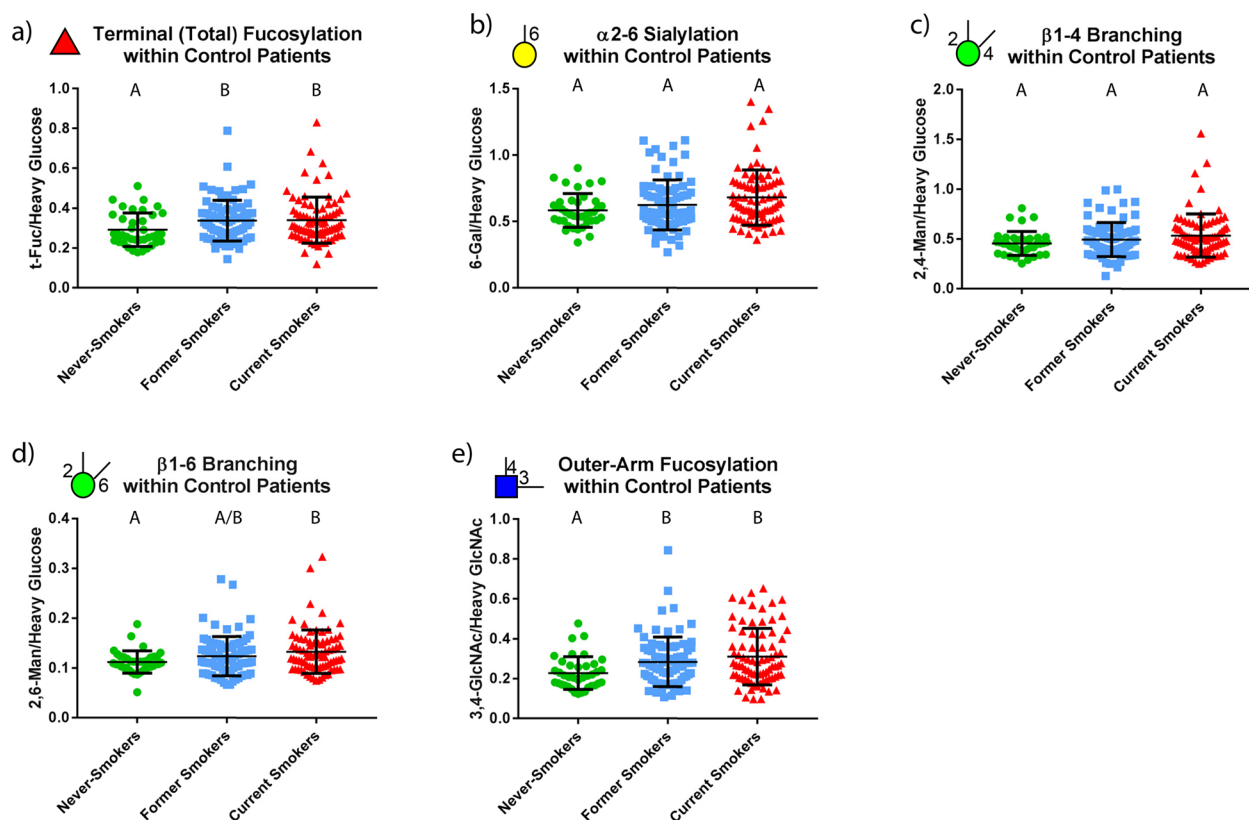 a)
Terminal (Total) Fucosylation
within Control Patients
A B B
t-Fuc/Heavy Glucose
1.0
0.8
0.6
0.4
0.2
0.0
Never-Smokers
Former Smokers
Current Smokers
b)
6
α2-6 Sialylation
within Control Patients
A A A
6-Gal/Heavy Glucose
1.5
1.0
0.5
0.0
Never-Smokers
Former Smokers
Current Smokers
c)
2
4
β1-4 Branching
within Control Patients
A A A
2,4-Man/Heavy Glucose
2.0
1.5
1.0
0.5
0.0
Never-Smokers
Former Smokers
Current Smokers
d)
2
6
β1-6 Branching
within Control Patients
A A/B B
2,6-Man/Heavy Glucose
0.4
0.3
0.2
0.1
0.0
Never-Smokers
Former Smokers
Current Smokers
e)
4
3
Outer-Arm Fucosylation
within Control Patients
A B B
3,4-GlcNAc/Heavy GlcNAc
1.0
0.8
0.6
0.4
0.2
0.0
Never-Smokers
Former Smokers
Current Smokers